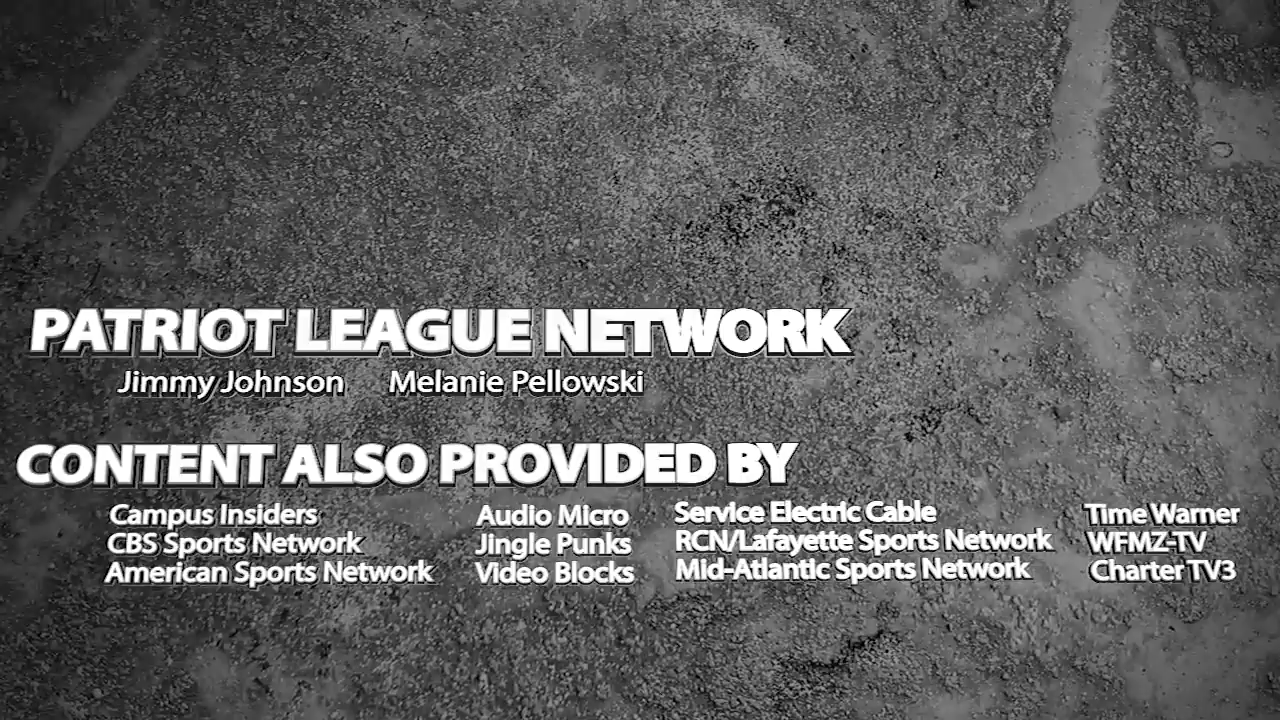 PATRIOT LEAGUE NETWORK
Jimmy Johnson Melanie Pellowski
CONTENT ALSO PROVIDED BY
Campus Insiders Audio Micro Service Electric Cable Time Warner
CBS Sports Network Jingle Punks RCN/Lafayette Sports Network WFMZ-TV
American Sports Network Video Blocks Mid-Atlantic Sports Network Charter TV3